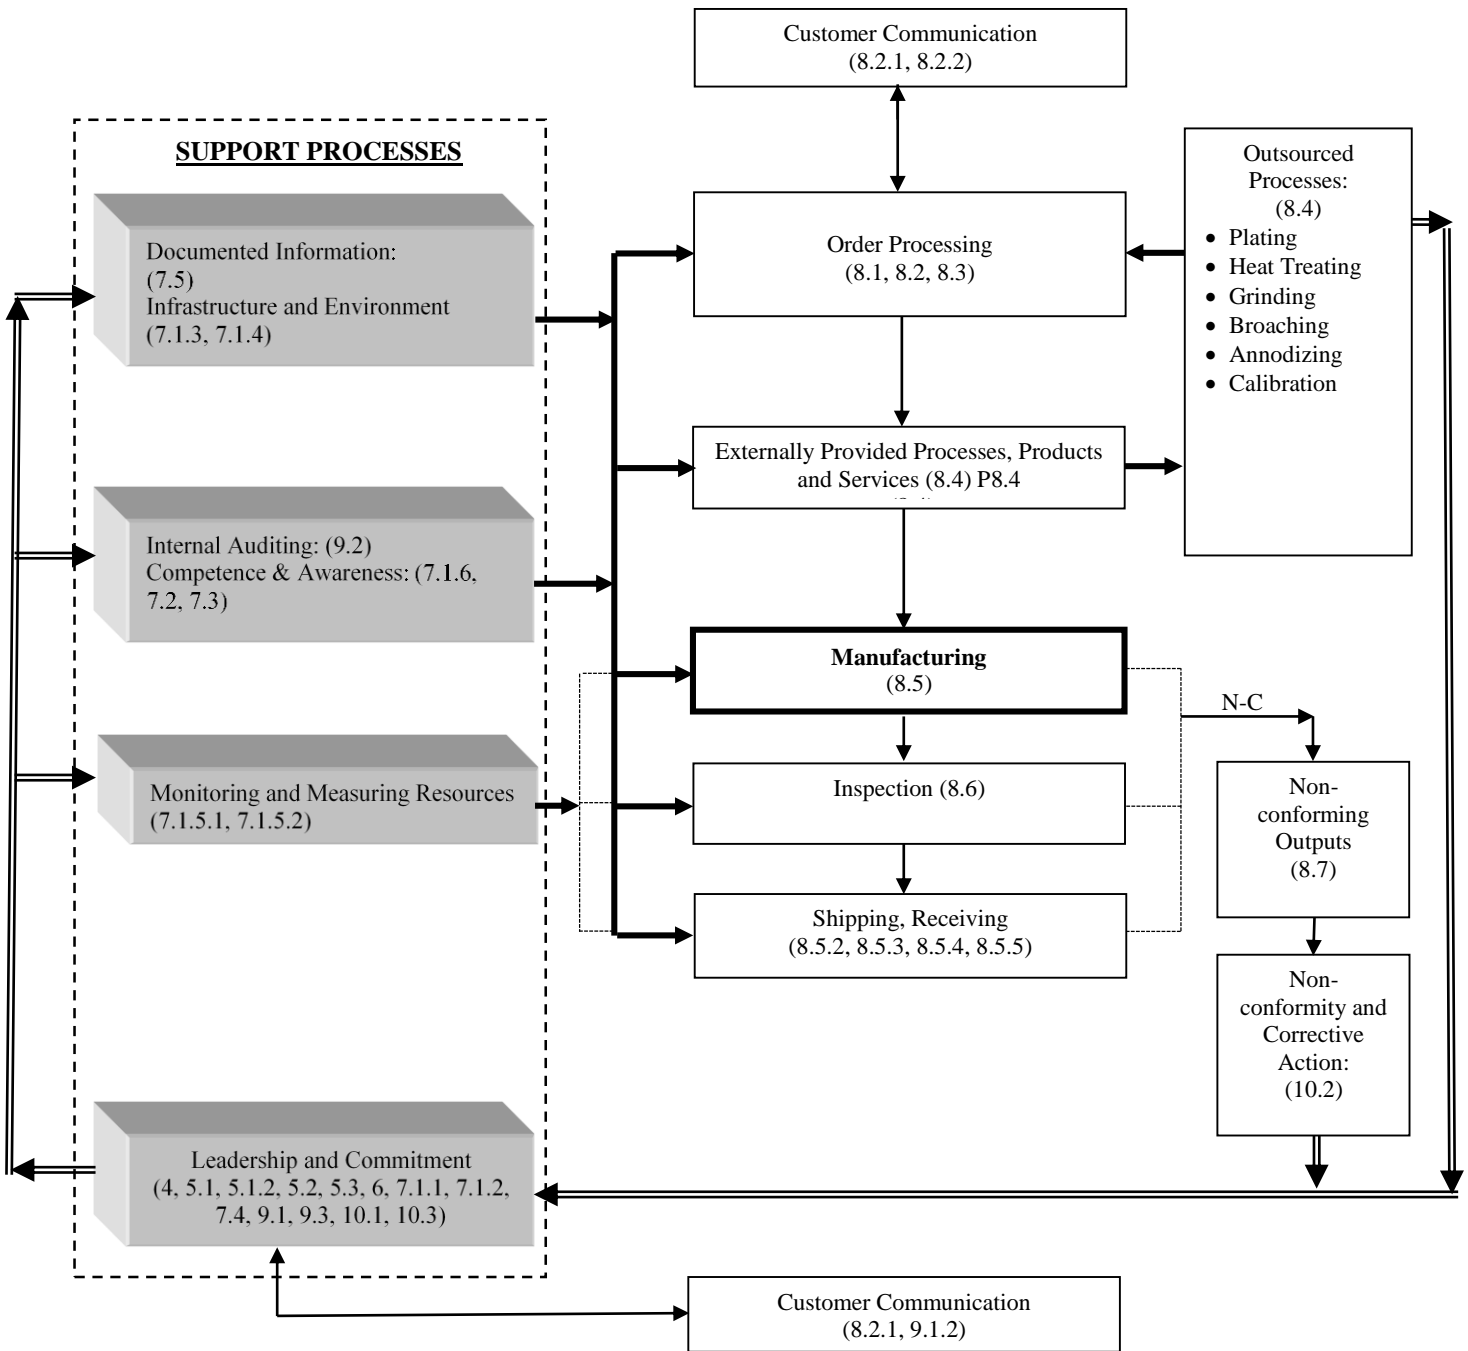 Customer Communication
(8.2.1, 8.2.2)
SUPPORT PROCESSES
Documented Information:
(7.5)
Infrastructure and Environment
(7.1.3, 7.1.4)
Order Processing
(8.1, 8.2, 8.3)
Outsourced
Processes:
(8.4)
• Plating
• Heat Treating
• Grinding
• Broaching
• Annodizing
• Calibration
Externally Provided Processes, Products
and Services (8.4) P8.4
Internal Auditing: (9.2)
Competence & Awareness: (7.1.6,
7.2, 7.3)
Manufacturing
(8.5)
N-C
Monitoring and Measuring Resources
(7.1.5.1, 7.1.5.2)
Inspection (8.6)
Non-
conforming
Outputs
(8.7)
Shipping, Receiving
(8.5.2, 8.5.3, 8.5.4, 8.5.5)
Non-
conformity and
Corrective
Action:
(10.2)
Leadership and Commitment
(4, 5.1, 5.1.2, 5.2, 5.3, 6, 7.1.1, 7.1.2,
7.4, 9.1, 9.3, 10.1, 10.3)
Customer Communication
(8.2.1, 9.1.2)